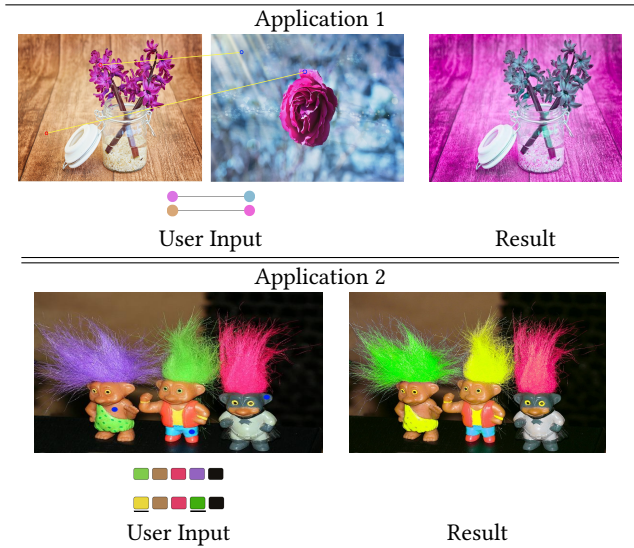 Application 1
User Input
Result
Application 2
User Input
Result